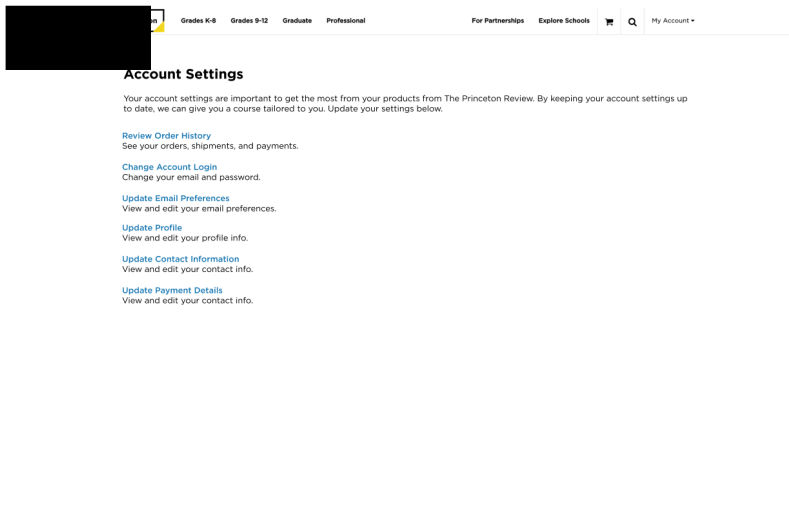 on Grades K-8 Grades 9-12 Graduate Professional For Partnerships Explore Schools My Account
Account Settings
Your account settings are important to get the most from your products from The Princeton Review. By keeping your account settings up
to date, we can give you a course tailored to you. Update your settings below.
Review Order History
See your orders, shipments, and payments.
Change Account Login
Change your email and password.
Update Email Preferences
View and edit your email preferences.
Update Profile
View and edit your profile info.
Update Contact Information
View and edit your contact info.
Update Payment Details
View and edit your contact info.